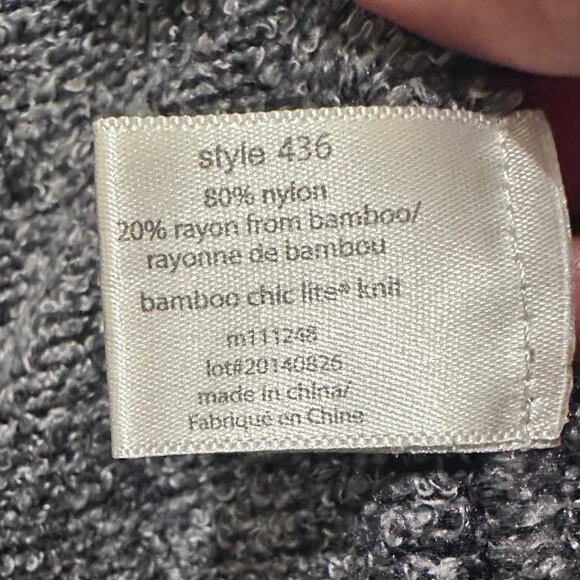 style 436
80% nylon
20% rayon from bamboo/
rayonne de bambou
bamboo chic lite® knit
m111248
lot#20140826
made in china/
Fabriqué en Chine